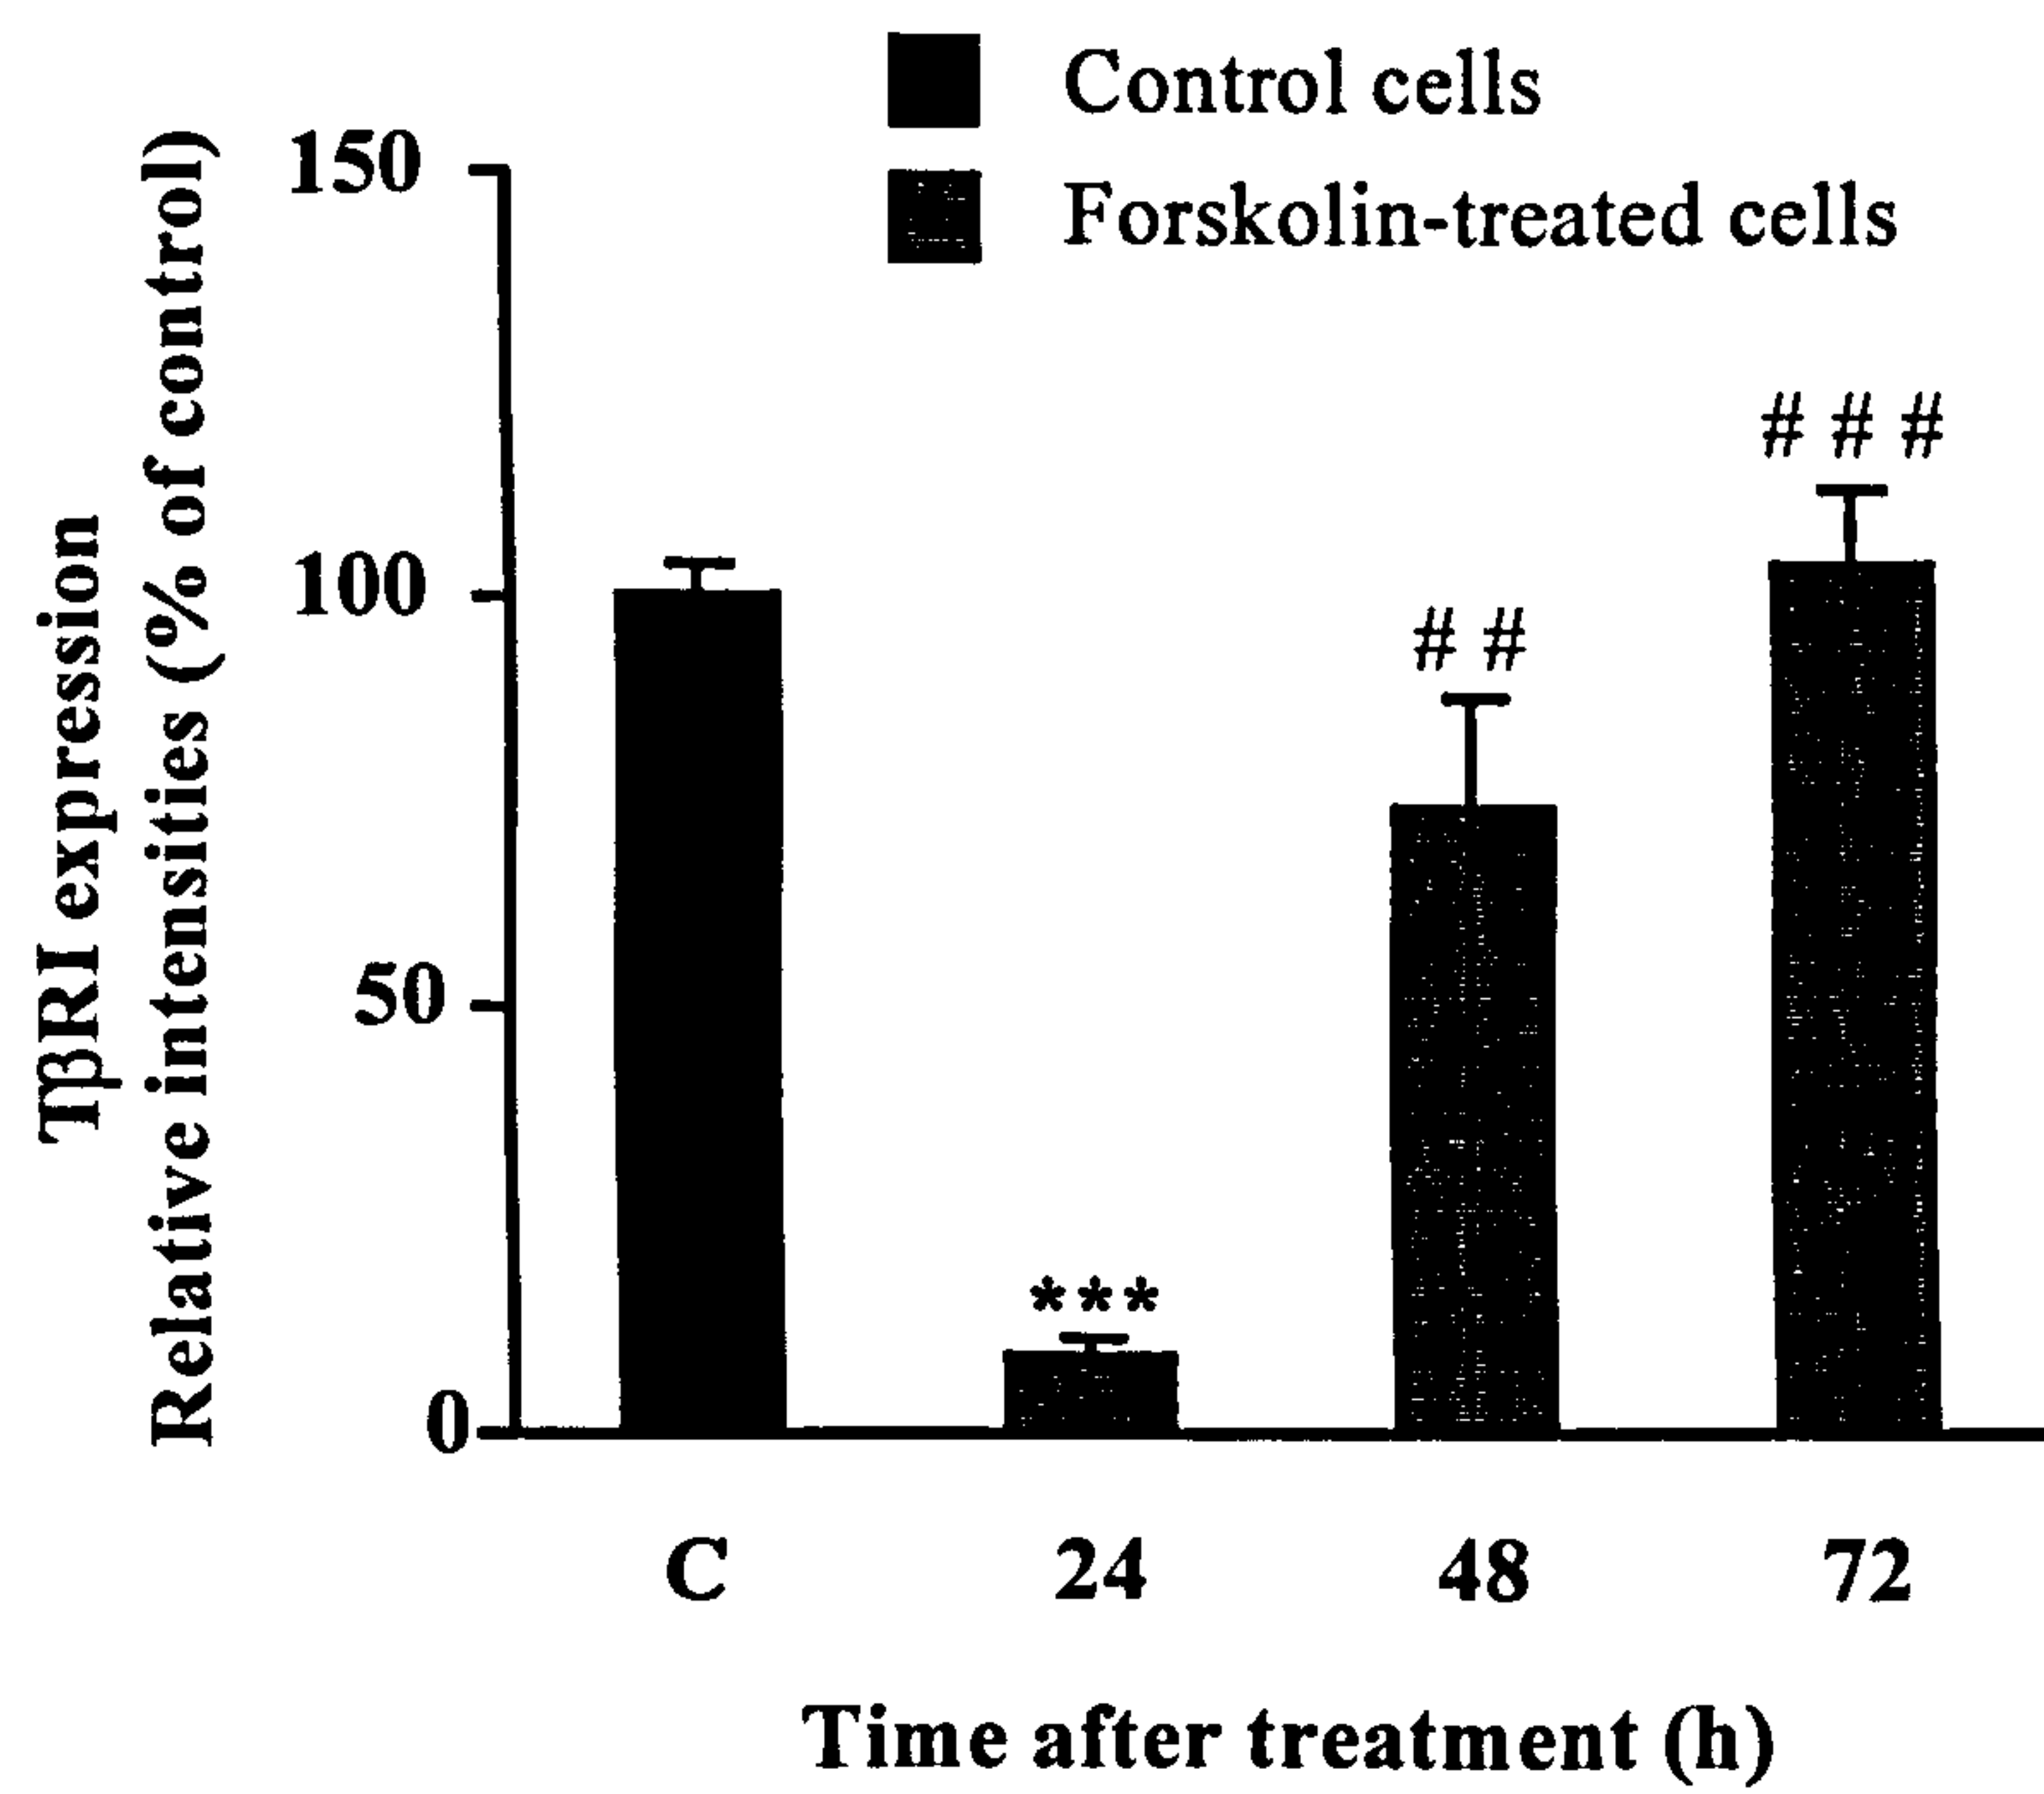 Control cells
Forskolin-treated cells
TβRI expression
Relative intensities (% of control)
150
100
50
0
###
##
***
C 24 48 72
Time after treatment (h)